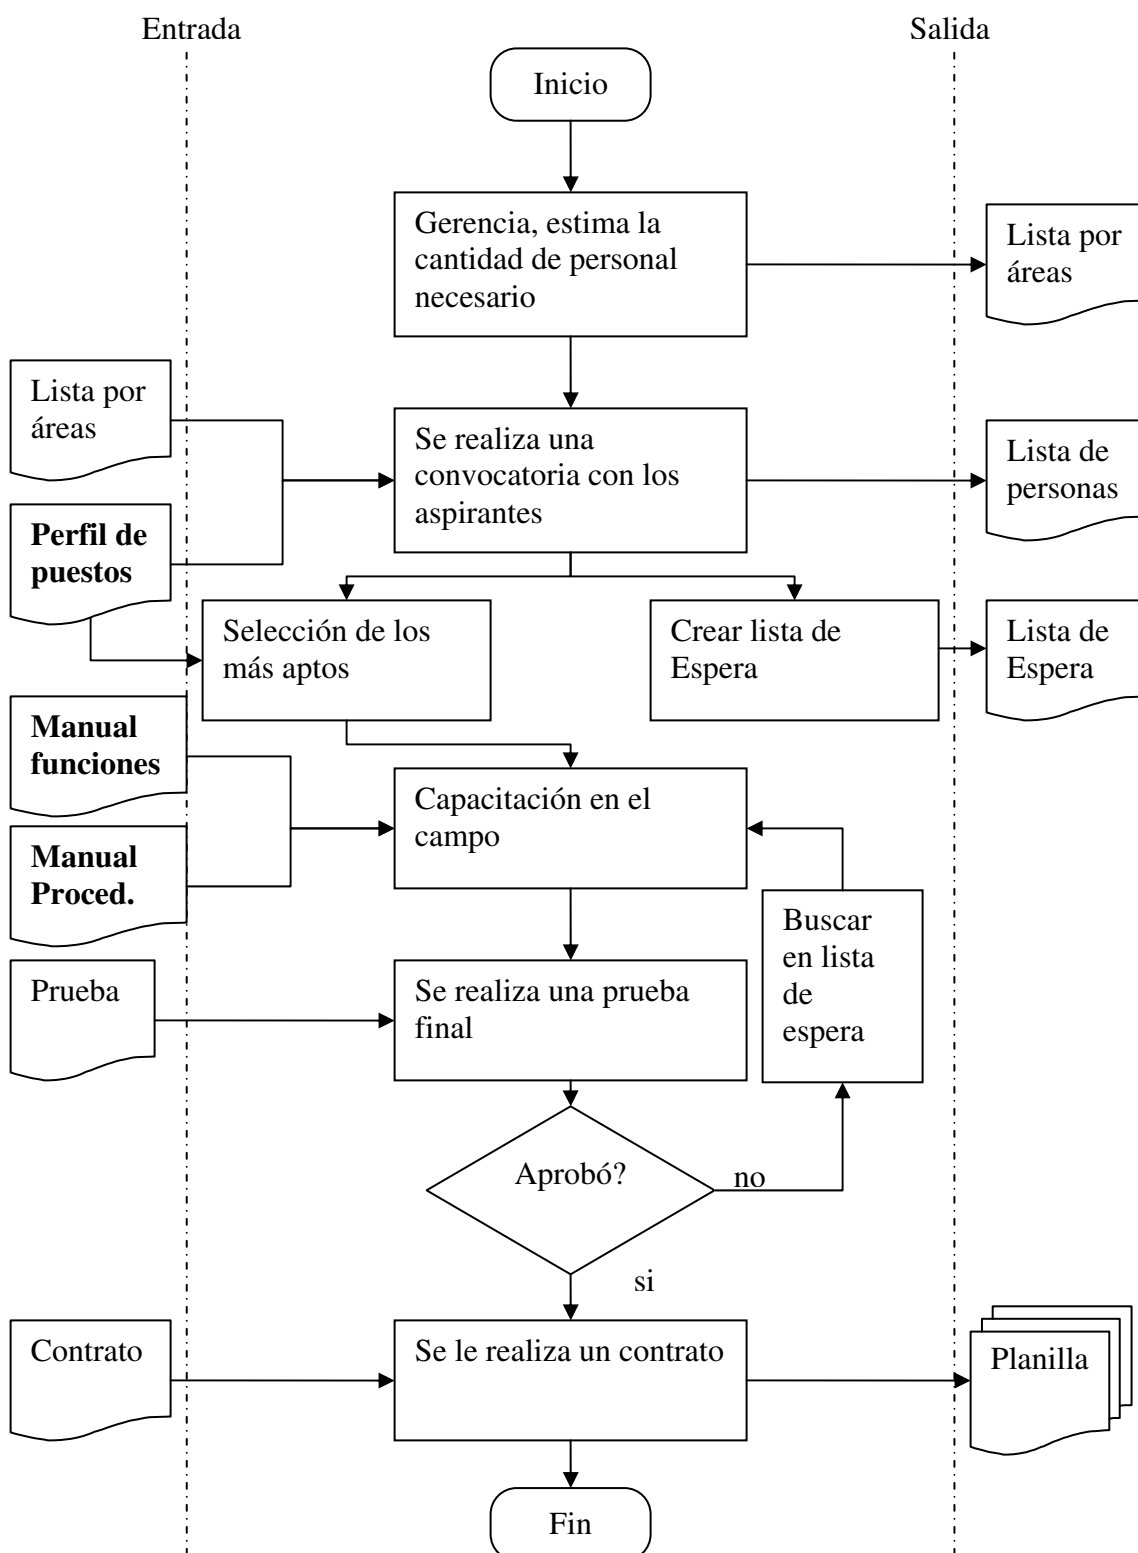 Entrada
Salida
Inicio
Gerencia, estima la
cantidad de personal
necesario
Lista por
áreas
Lista por
áreas
Se realiza una
convocatoria con los
aspirantes
Lista de
personas
Perfil de
puestos
Selección de los
más aptos
Crear lista de
Espera
Lista de
Espera
Manual
funciones
Capacitación en el
campo
Manual
Proced.
Buscar
en lista
de
espera
Prueba
Se realiza una prueba
final
Aprobó?
no
si
Contrato
Se le realiza un contrato
Planilla
Fin